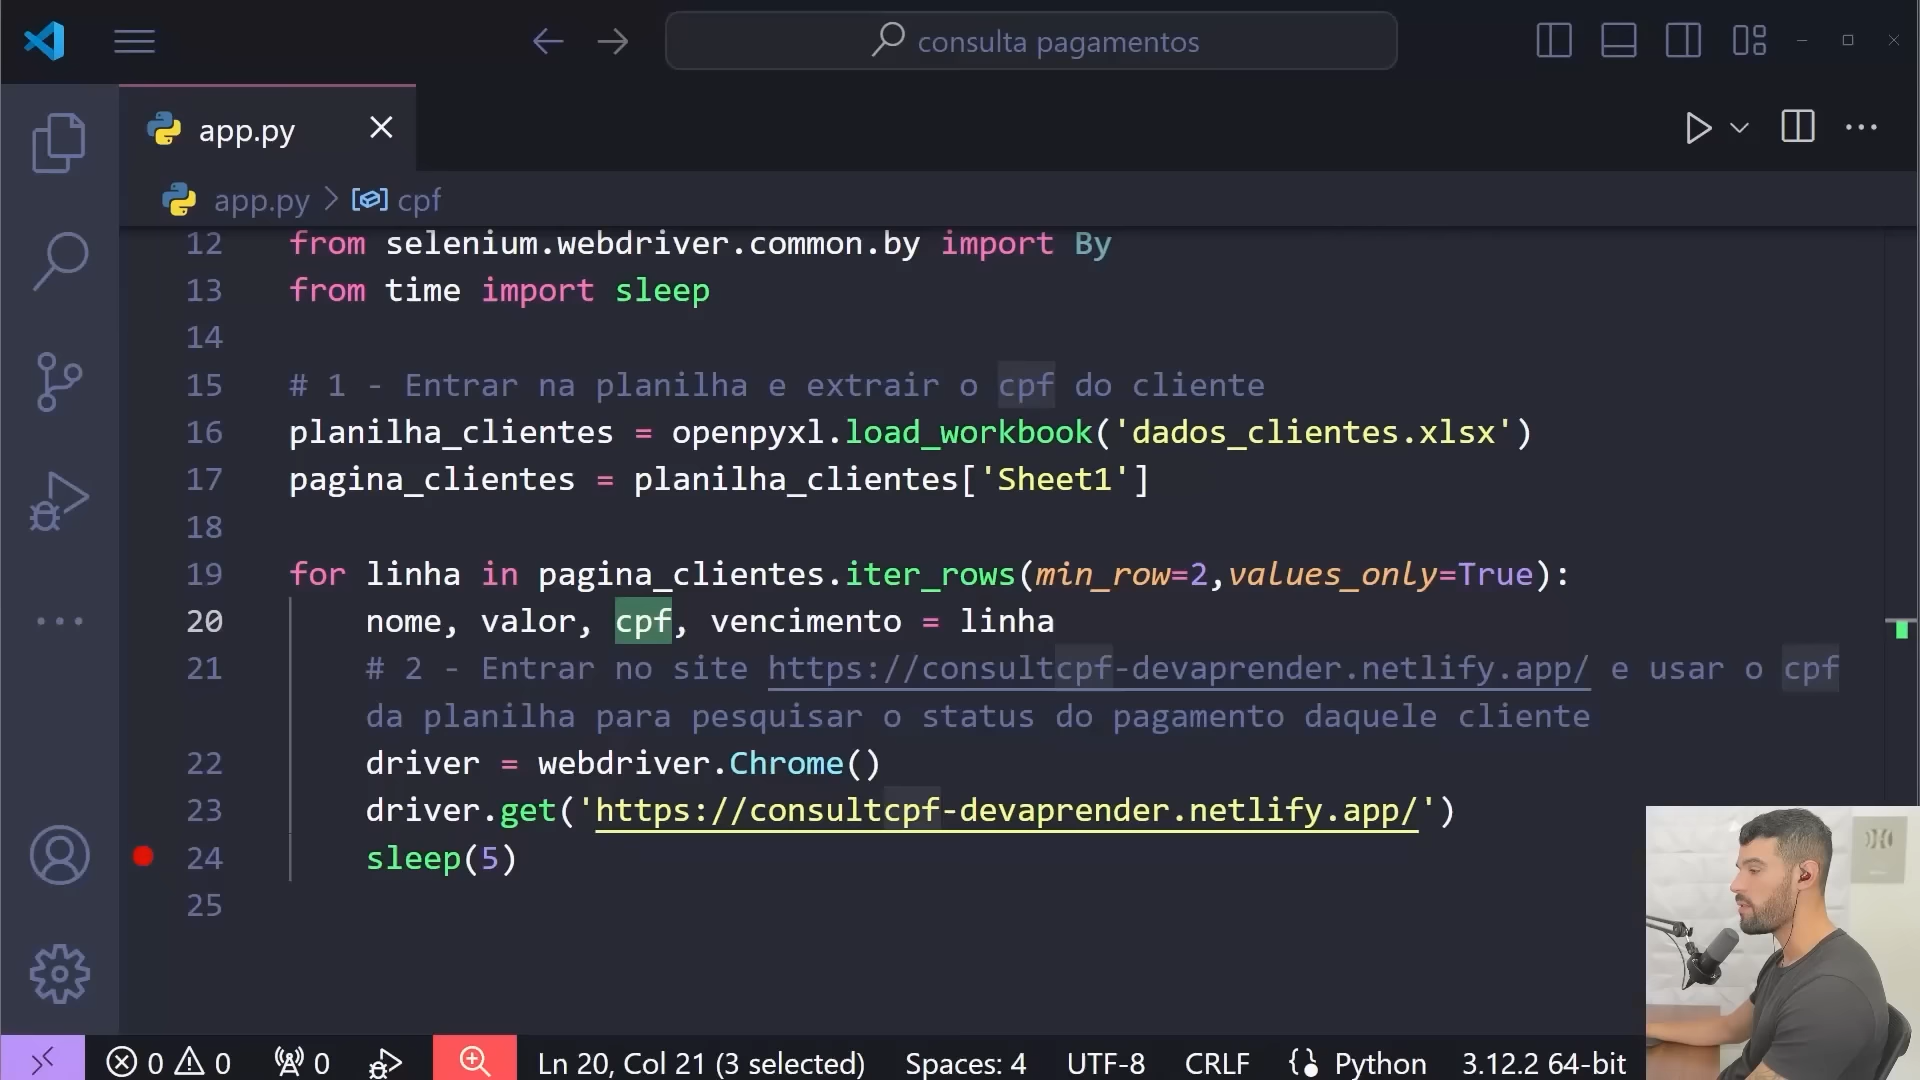 consulta pagamentos
app.py
app.py > cpf
12 from selenium.webdriver.common.by import By
13 from time import sleep
14
15 # 1 - Entrar na planilha e extrair o cpf do cliente
16 planilha_clientes = openpyxl.load_workbook('dados_clientes.xlsx')
17 pagina_clientes = planilha_clientes['Sheet1']
18
19 for linha in pagina_clientes.iter_rows(min_row=2,values_only=True):
20 nome, valor, cpf, vencimento = linha
21 # 2 - Entrar no site https://consultcpf-devaprender.netlify.app/ e usar o cpf
da planilha para pesquisar o status do pagamento daquele cliente
22 driver = webdriver.Chrome()
23 driver.get('https://consultcpf-devaprender.netlify.app/')
24 sleep(5)
25
0 0 0 Ln 20, Col 21 (3 selected) Spaces: 4 UTF-8 CRLF Python 3.12.2 64-bit